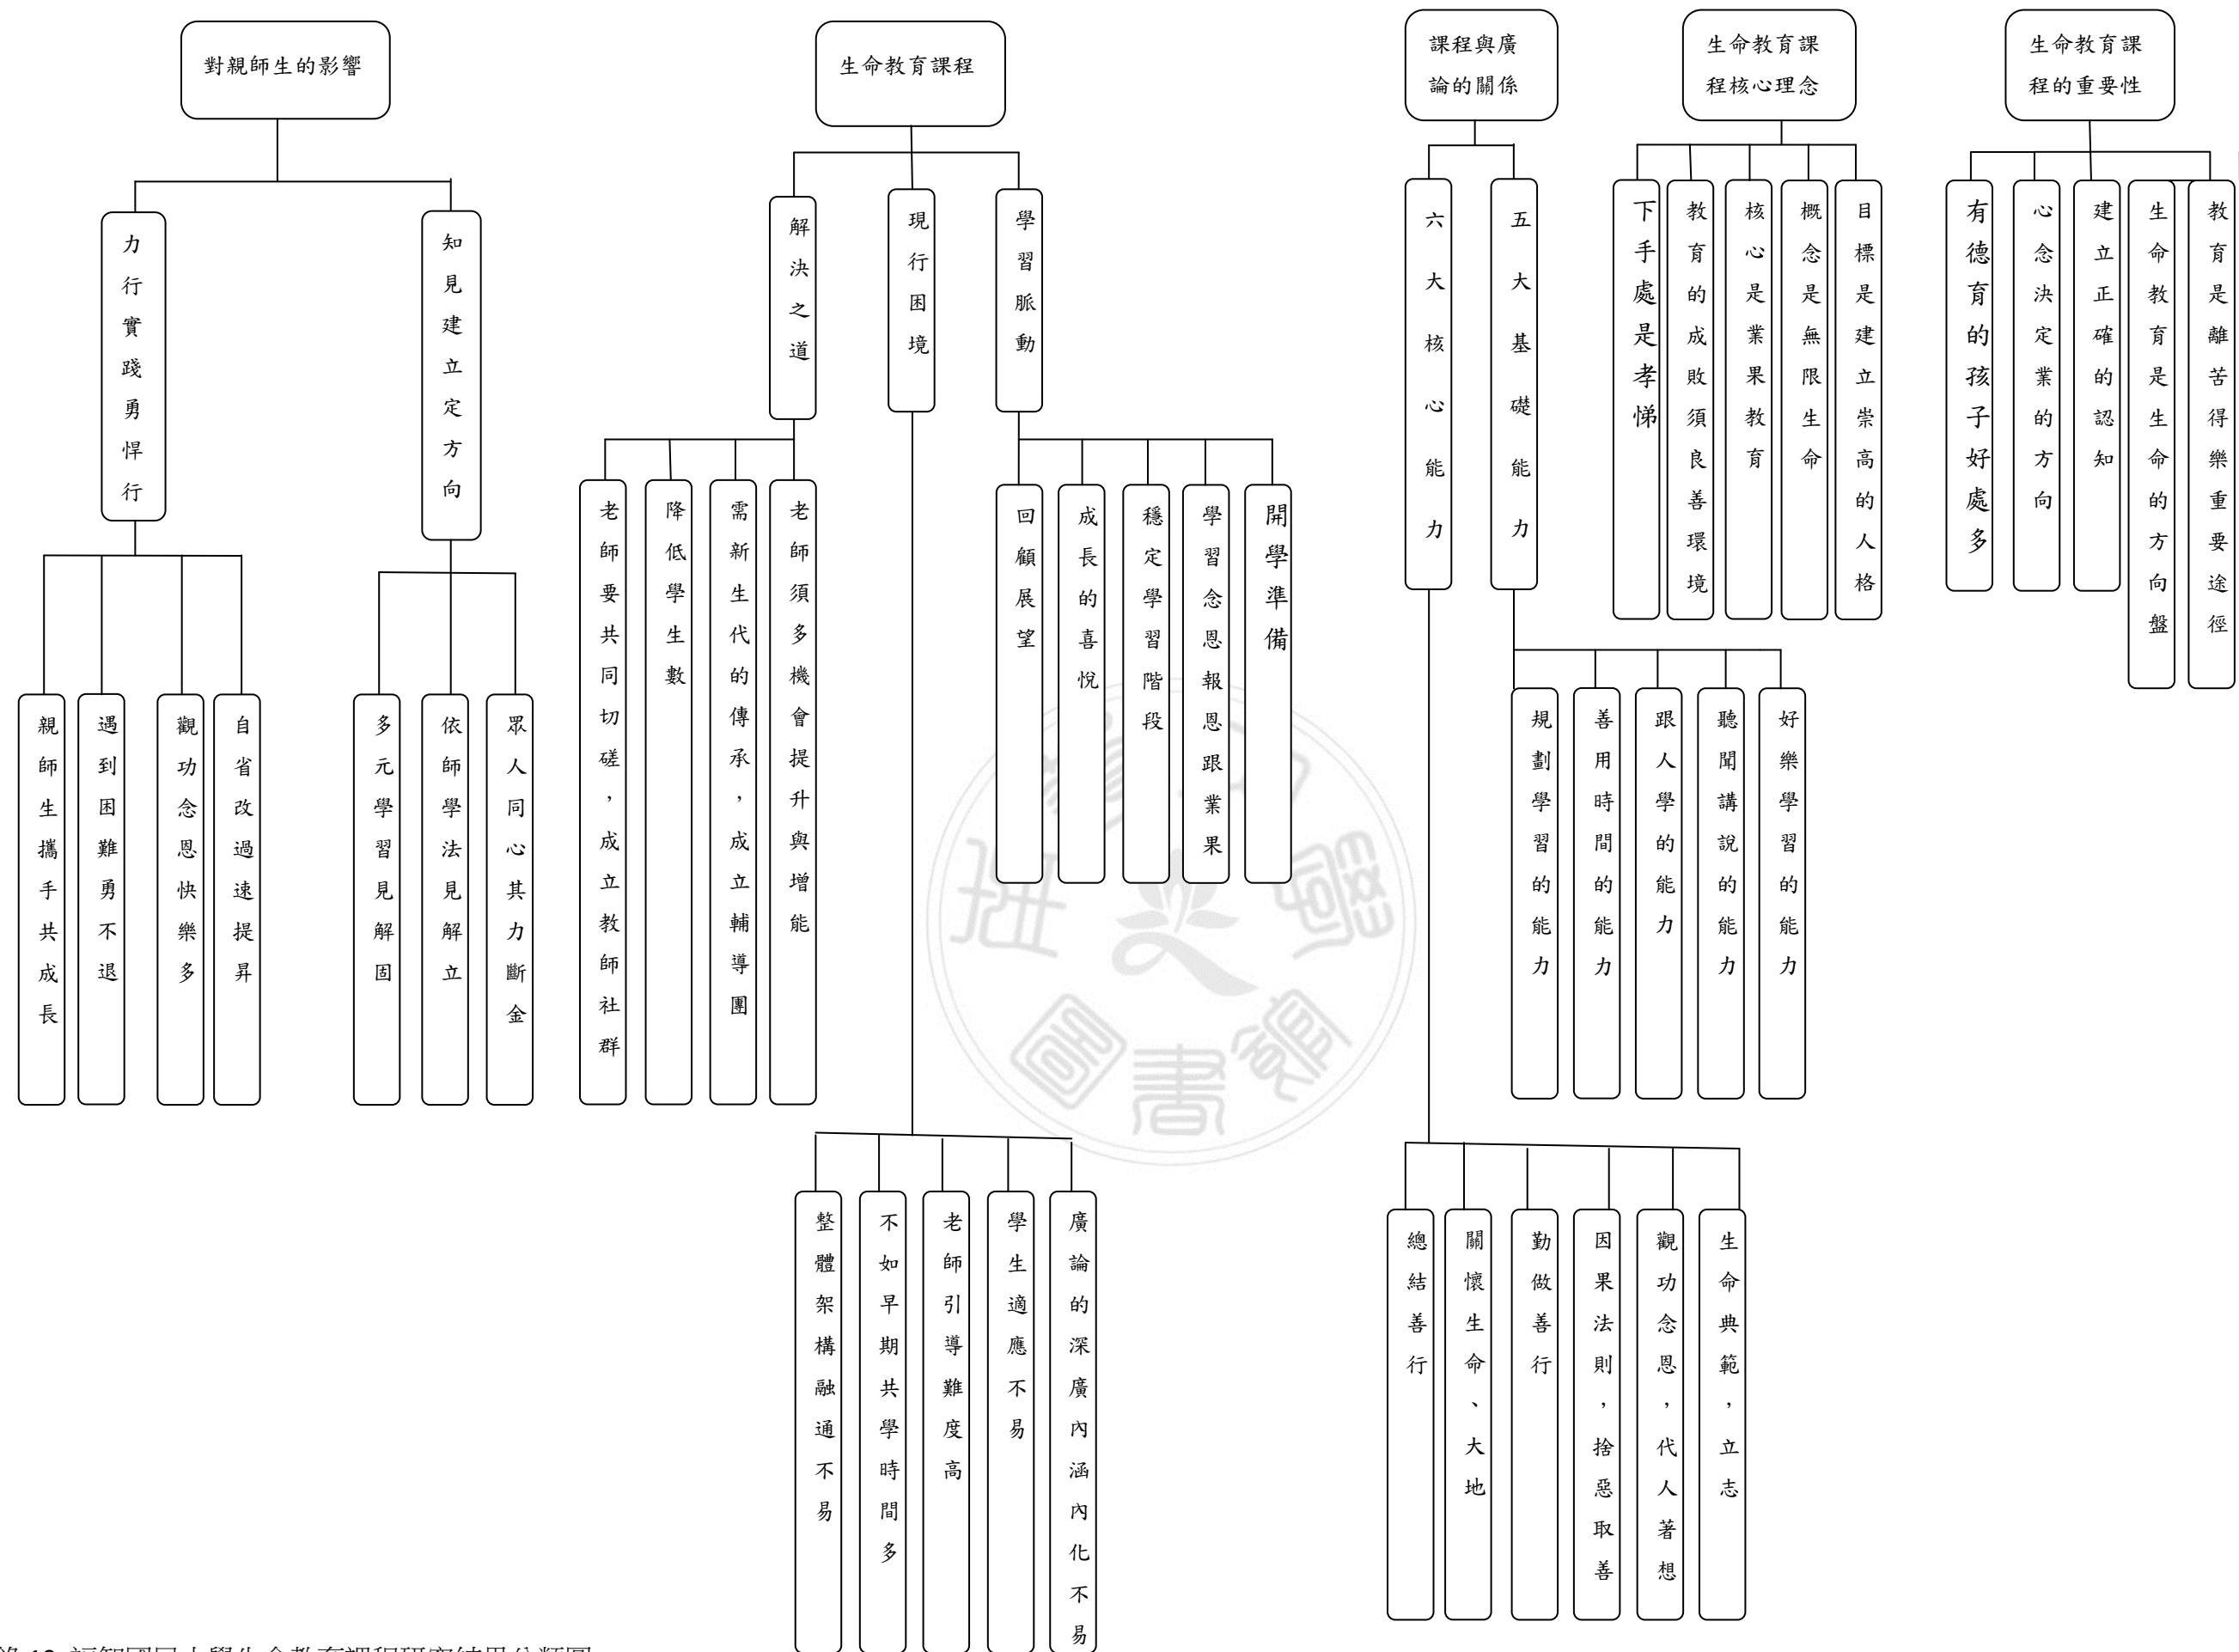 對親師生的影響
力行實踐勇悍行
親師生攜手共成長
遇到困難勇不退
觀功念恩快樂多
自省改過速提昇
知見建立定方向
多元學習見解固
依師學法見解立
眾人同心其力斷金
生命教育課程
解決之道
老師要共同切磋，成立教師社群
降低學生數
需新生代的傳承，成立輔導團
老師須多機會提升與增能
現行困境
整體架構融通不易
不如早期共學時間多
老師引導難度高
學生適應不易
廣論的深廣內涵內化不易
學習脈動
回顧展望
成長的喜悅
穩定學習階段
學習念恩報恩跟業果
開學準備
課程與廣
論的關係
六大核心能力
總結善行
關懷生命、大地
勤做善行
因果法則，捨惡取善
觀功念恩，代人著想
生命典範，立志
五大基礎能力
規劃學習的能力
善用時間的能力
跟人學的能力
聽聞講說的能力
好樂學習的能力
生命教育課
程核心理念
下手處是孝悌
教育的成敗須良善環境
核心是業果教育
概念是無限生命
目標是建立崇高的人格
生命教育課
程的重要性
有德育的孩子好處多
心念決定業的方向
建立正確的認知
生命教育是生命的方向盤
教育是離苦得樂重要途徑